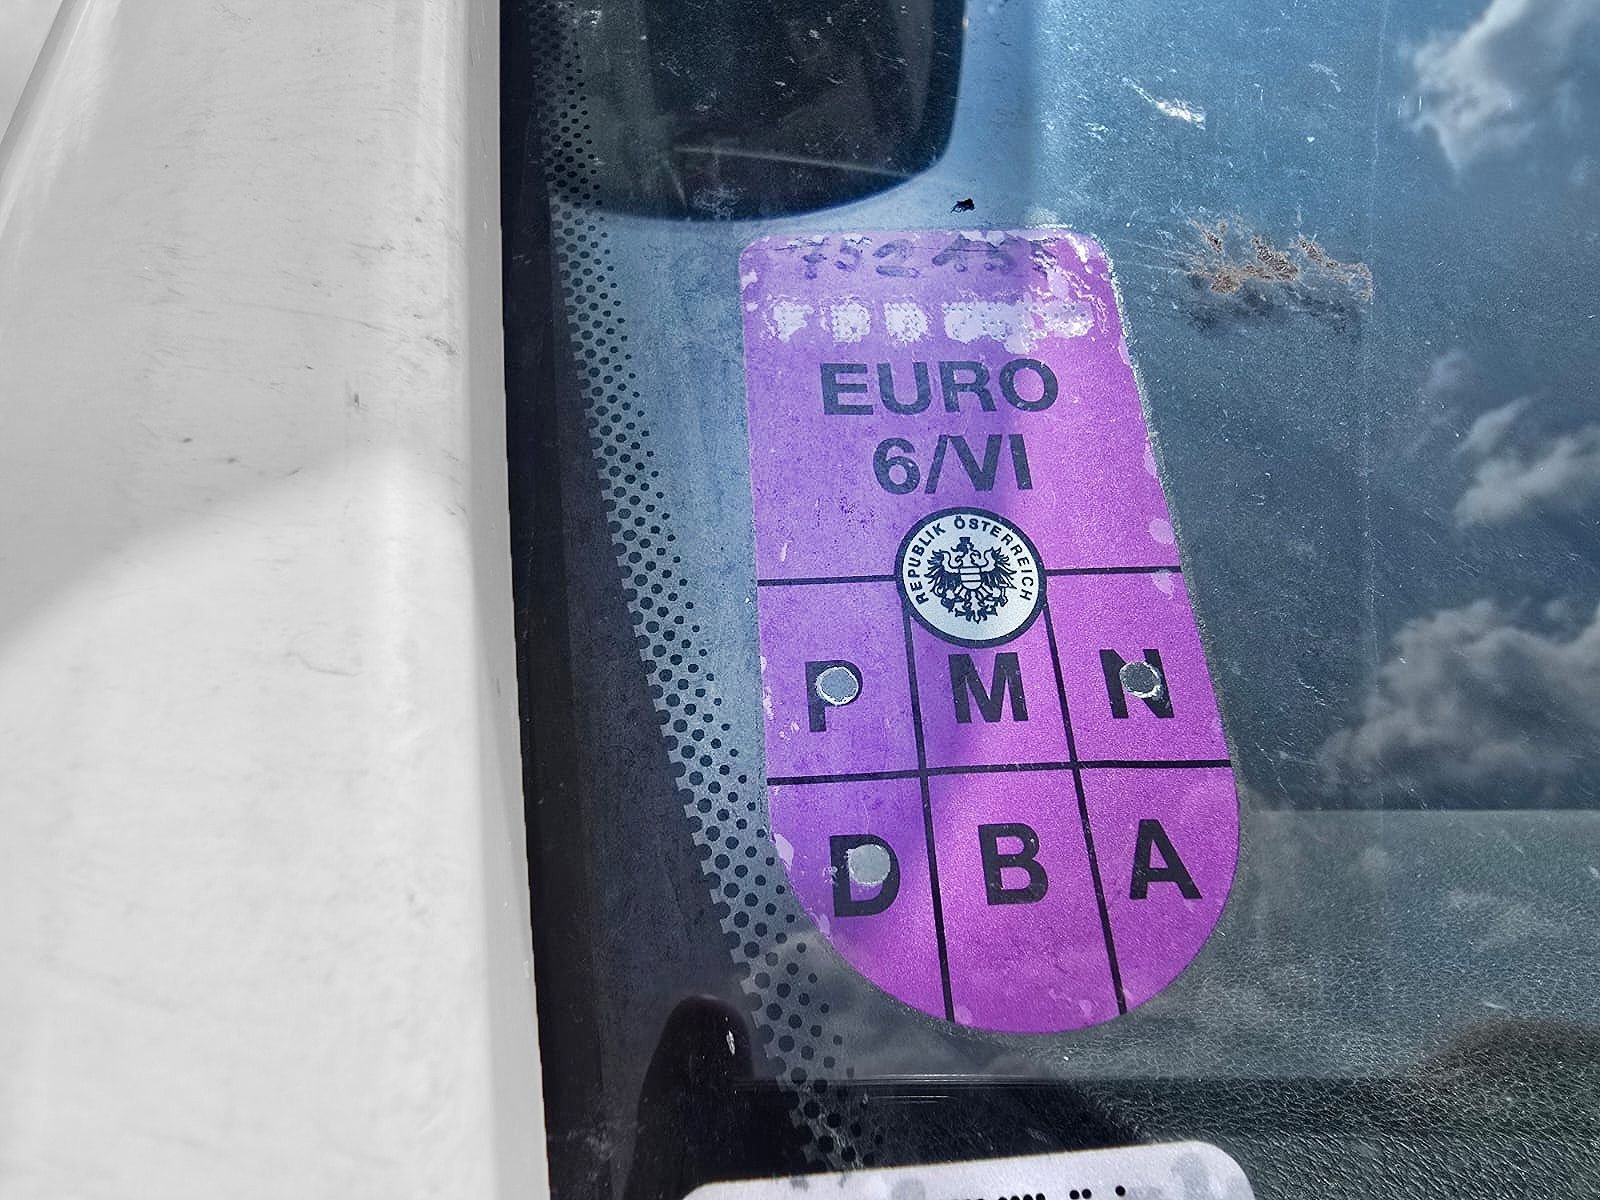 EURO
6/VI
REPUBLIK ÖSTERREICH
P M N
D B A